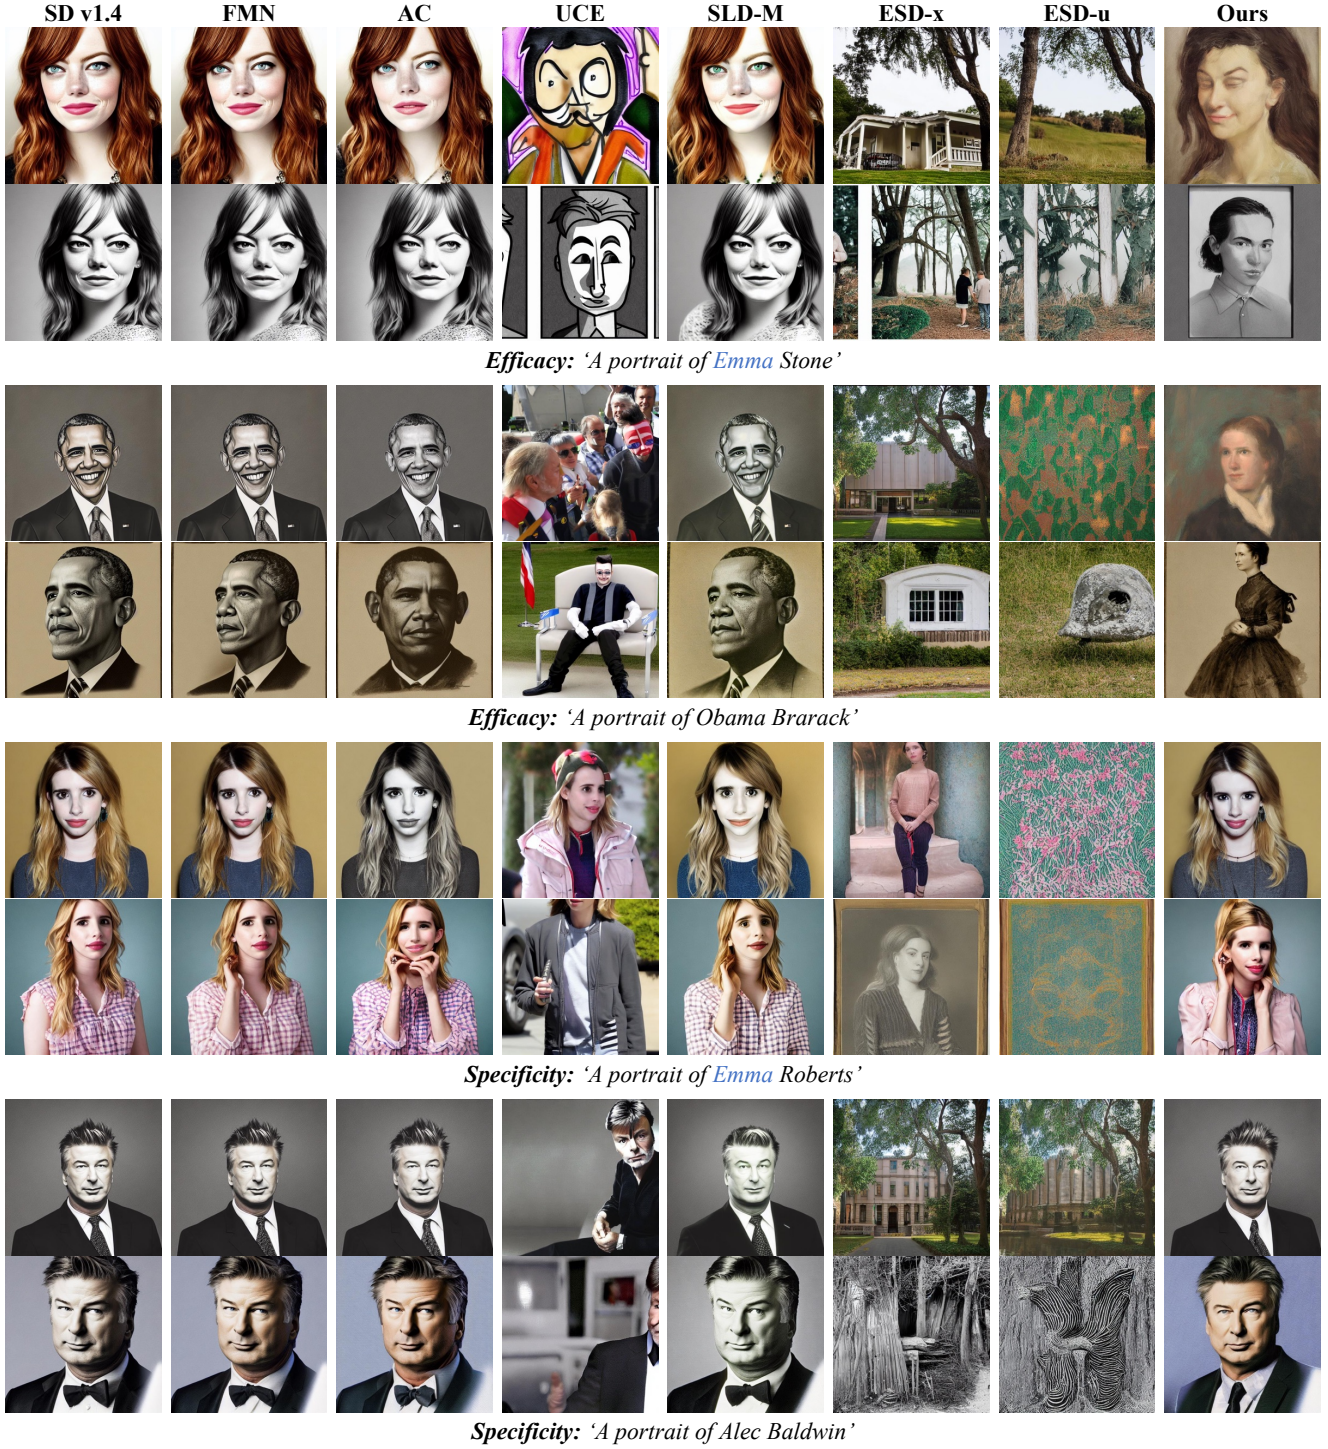 SD v1.4 FMN AC UCE SLD-M ESD-x ESD-u Ours
Efficacy: ‘A portrait of Emma Stone’
Efficacy: ‘A portrait of Obama Brarack’
Specificity: ‘A portrait of Emma Roberts’
Specificity: ‘A portrait of Alec Baldwin’